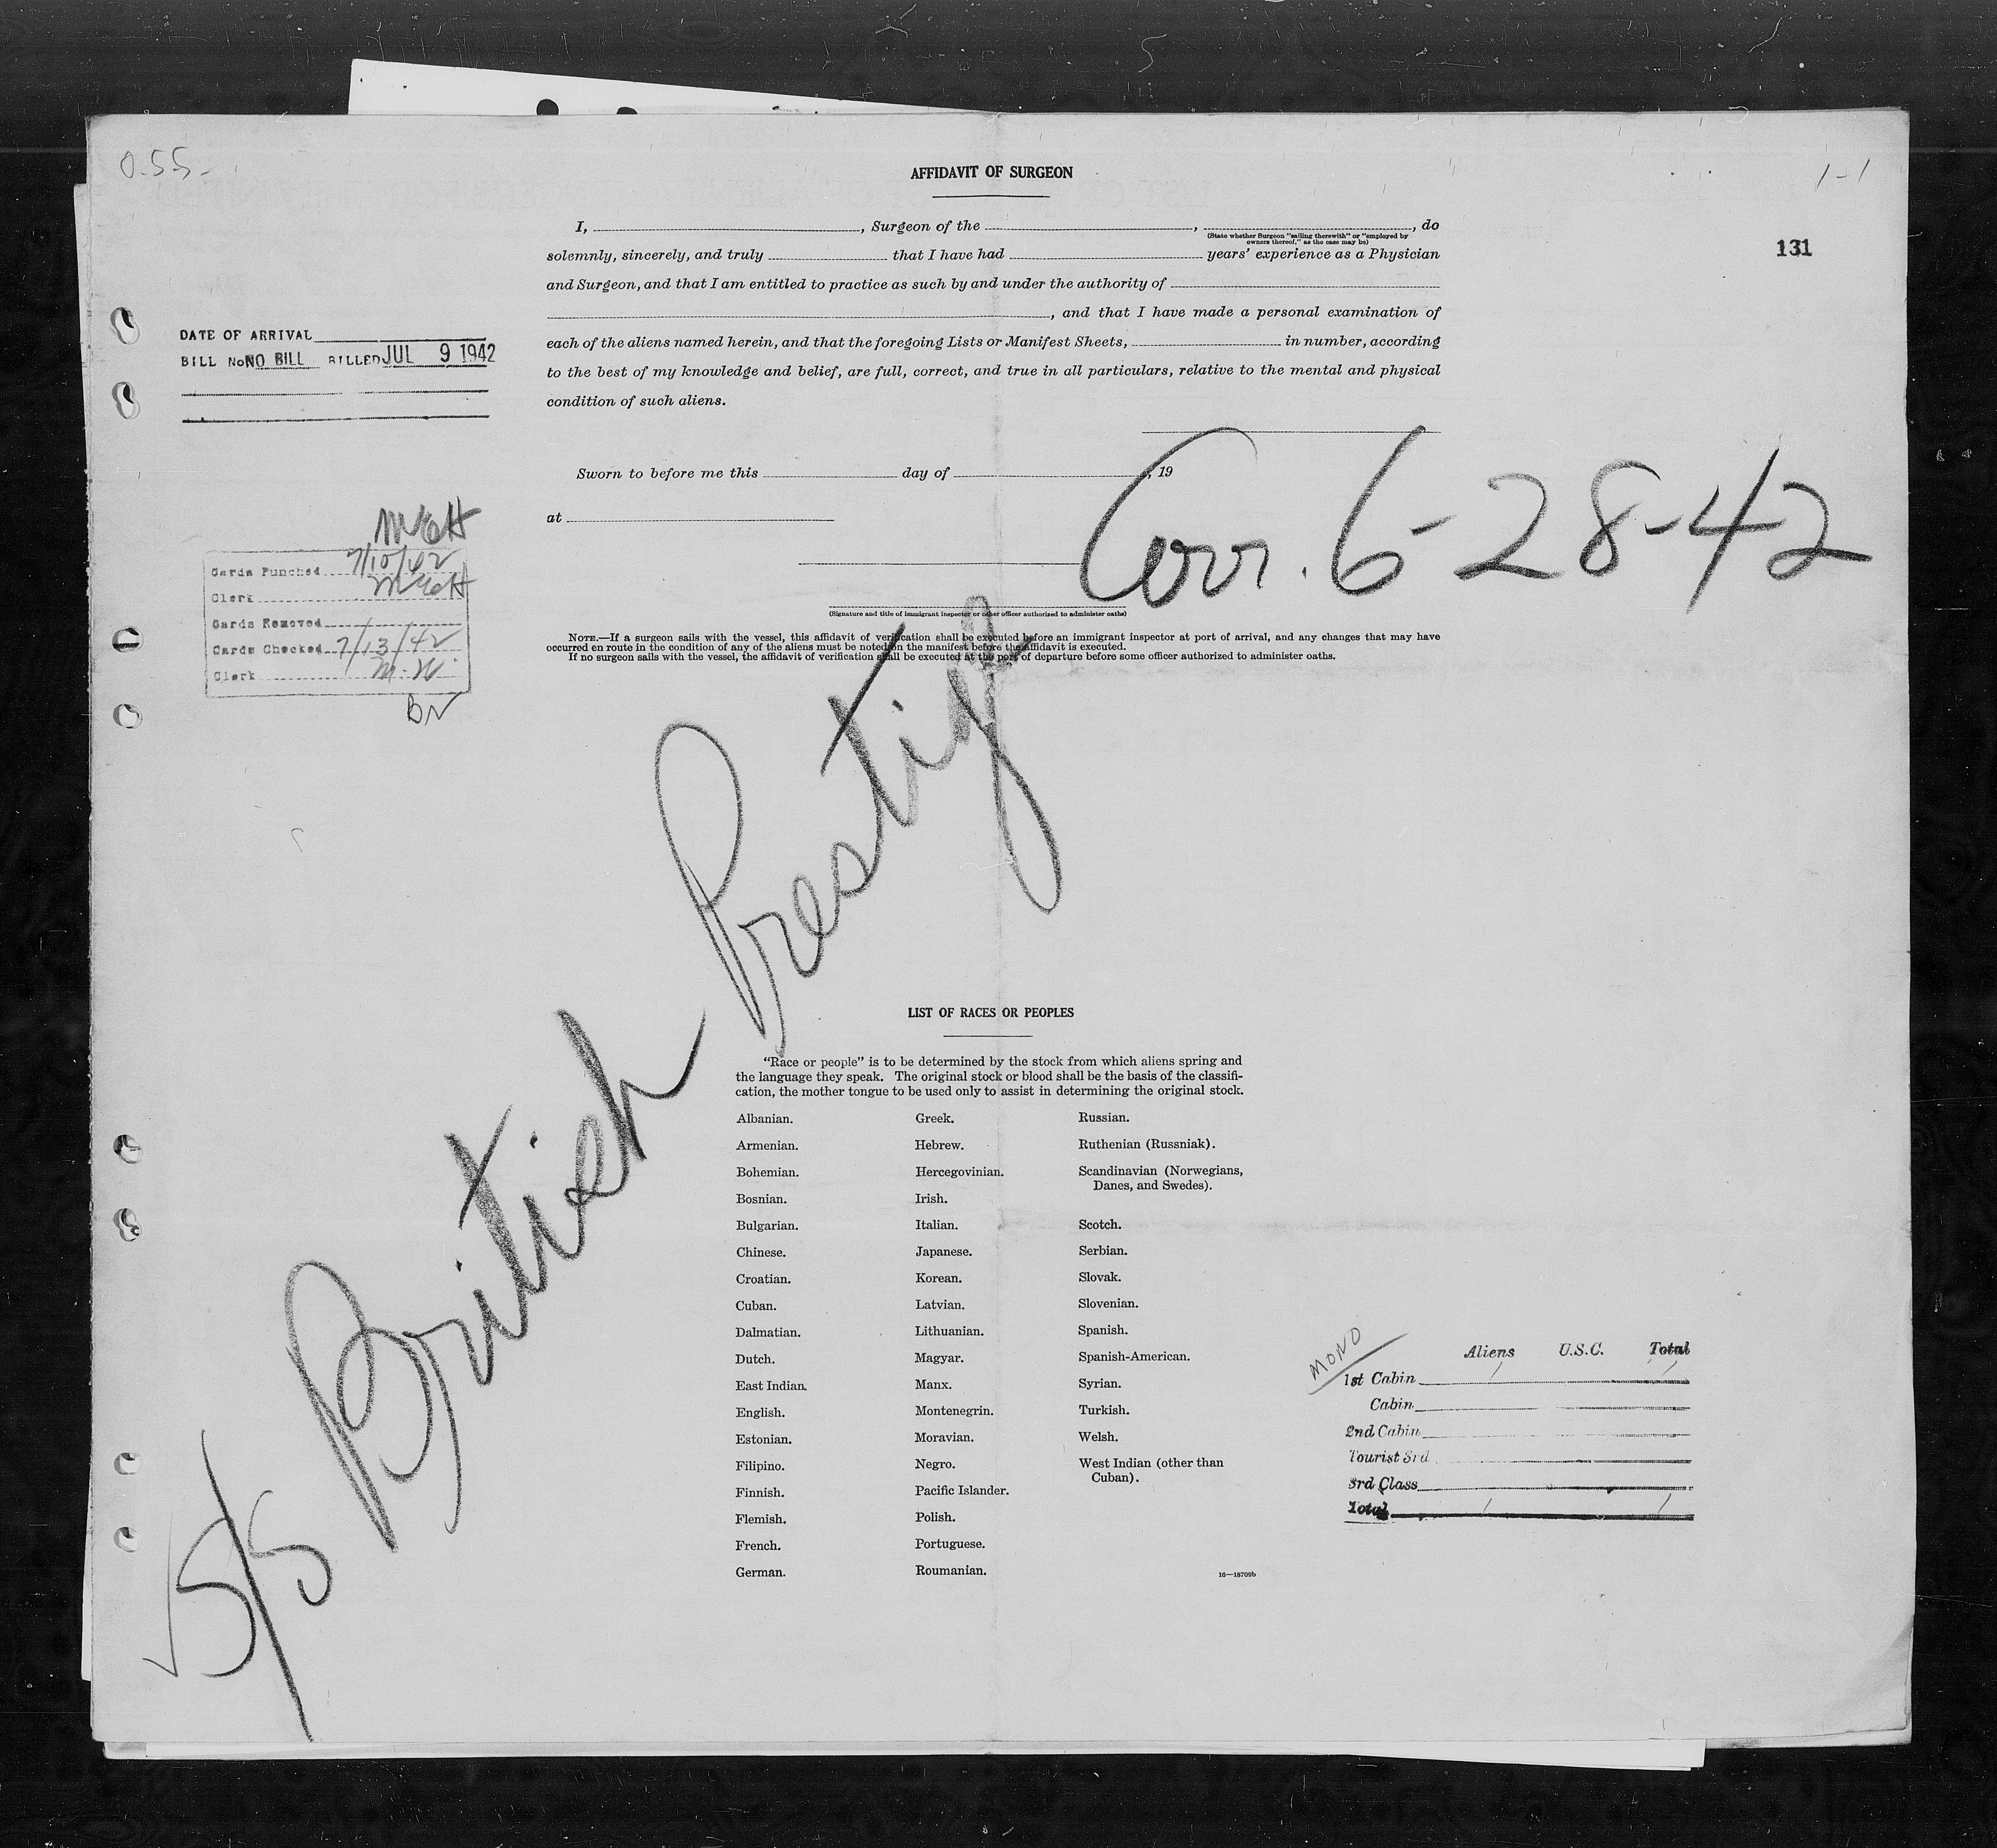 0.55-
1-1
131
AFFIDAVIT OF SURGEON
I, , Surgeon of the , , do
(State whether Surgeon "sailing therewith" or "employed by
owners thereof," as the case may be)
solemnly, sincerely, and truly that I have had years' experience as a Physician
and Surgeon, and that I am entitled to practice as such by and under the authority of
, and that I have made a personal examination of
each of the aliens named herein, and that the foregoing Lists or Manifest Sheets, in number, according
to the best of my knowledge and belief, are full, correct, and true in all particulars, relative to the mental and physical
condition of such aliens.
DATE OF ARRIVAL
BILL No NO BILL BILLED JUL 9 1942
Sworn to before me this day of , 19
at
Corr. 6-28-42
(Signature and title of immigrant inspector or other officer authorized to administer oaths)
NOTE.—If a surgeon sails with the vessel, this affidavit of verification shall be executed before an immigrant inspector at port of arrival, and any changes that may have
occurred en route in the condition of any of the aliens must be noted on the manifest before the affidavit is executed.
If no surgeon sails with the vessel, the affidavit of verification shall be executed at the port of departure before some officer authorized to administer oaths.
Cards Punched 7/10/42
Clerk
Cards Removed
Cards Checked 7/13/42
Clerk M.W.
S/S British Prestige
LIST OF RACES OR PEOPLES
"Race or people" is to be determined by the stock from which aliens spring and
the language they speak. The original stock or blood shall be the basis of the classifi-
cation, the mother tongue to be used only to assist in determining the original stock.
Albanian.
Armenian.
Bohemian.
Bosnian.
Bulgarian.
Chinese.
Croatian.
Cuban.
Dalmatian.
Dutch.
East Indian.
English.
Estonian.
Filipino.
Finnish.
Flemish.
French.
German.
Greek.
Hebrew.
Hercegovinian.
Irish.
Italian.
Japanese.
Korean.
Latvian.
Lithuanian.
Magyar.
Manx.
Montenegrin.
Moravian.
Negro.
Pacific Islander.
Polish.
Portuguese.
Roumanian.
Russian.
Ruthenian (Russniak).
Scandinavian (Norwegians,
Danes, and Swedes).
Scotch.
Serbian.
Slovak.
Slovenian.
Spanish.
Spanish-American.
Syrian.
Turkish.
Welsh.
West Indian (other than
Cuban).
16—18709b
MONO
Aliens U.S.C. Total
1st Cabin 1 1
Cabin
2nd Cabin
Tourist 3rd
3rd Class
Total 1 1